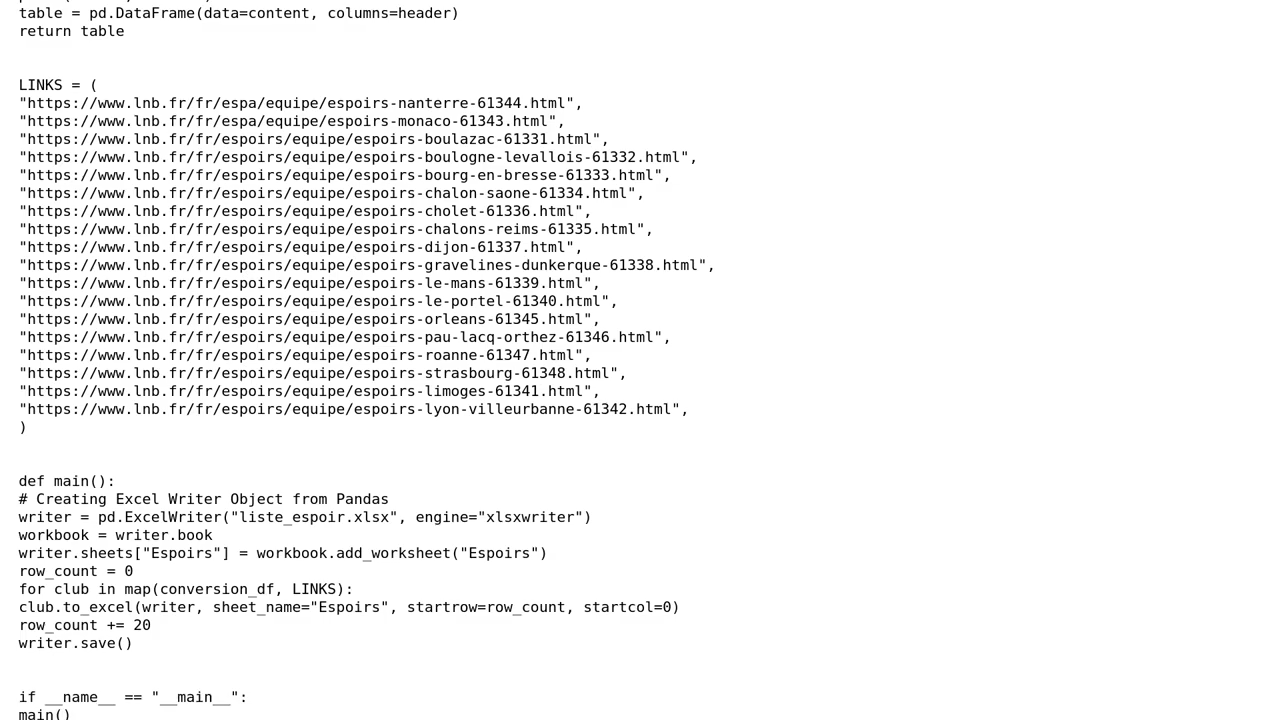 table = pd.DataFrame(data=content, columns=header)
return table
LINKS = (
"https://www.lnb.fr/fr/espa/equipe/espoirs-nanterre-61344.html",
"https://www.lnb.fr/fr/espa/equipe/espoirs-monaco-61343.html",
"https://www.lnb.fr/fr/espoirs/equipe/espoirs-boulazac-61331.html",
"https://www.lnb.fr/fr/espoirs/equipe/espoirs-boulogne-levallois-61332.html",
"https://www.lnb.fr/fr/espoirs/equipe/espoirs-bourg-en-bresse-61333.html",
"https://www.lnb.fr/fr/espoirs/equipe/espoirs-chalon-saone-61334.html",
"https://www.lnb.fr/fr/espoirs/equipe/espoirs-cholet-61336.html",
"https://www.lnb.fr/fr/espoirs/equipe/espoirs-chalons-reims-61335.html",
"https://www.lnb.fr/fr/espoirs/equipe/espoirs-dijon-61337.html",
"https://www.lnb.fr/fr/espoirs/equipe/espoirs-gravelines-dunkerque-61338.html",
"https://www.lnb.fr/fr/espoirs/equipe/espoirs-le-mans-61339.html",
"https://www.lnb.fr/fr/espoirs/equipe/espoirs-le-portel-61340.html",
"https://www.lnb.fr/fr/espoirs/equipe/espoirs-orleans-61345.html",
"https://www.lnb.fr/fr/espoirs/equipe/espoirs-pau-lacq-orthez-61346.html",
"https://www.lnb.fr/fr/espoirs/equipe/espoirs-roanne-61347.html",
"https://www.lnb.fr/fr/espoirs/equipe/espoirs-strasbourg-61348.html",
"https://www.lnb.fr/fr/espoirs/equipe/espoirs-limoges-61341.html",
"https://www.lnb.fr/fr/espoirs/equipe/espoirs-lyon-villeurbanne-61342.html",
)
def main():
# Creating Excel Writer Object from Pandas
writer = pd.ExcelWriter("liste_espoir.xlsx", engine="xlsxwriter")
workbook = writer.book
writer.sheets["Espoirs"] = workbook.add_worksheet("Espoirs")
row_count = 0
for club in map(conversion_df, LINKS):
club.to_excel(writer, sheet_name="Espoirs", startrow=row_count, startcol=0)
row_count += 20
writer.save()
if __name__ == "__main__":
main()